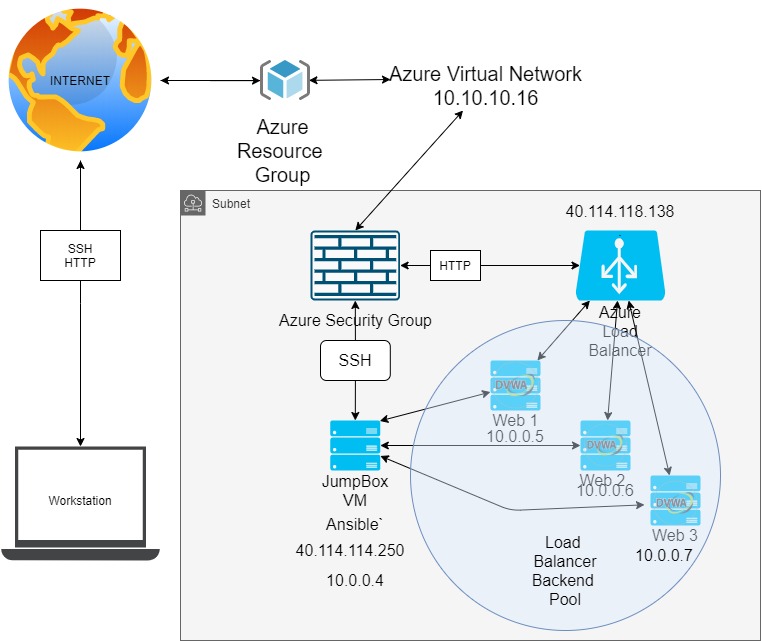 INTERNET
Azure Virtual Network
10.10.10.16
Azure
Resource
Group
Subnet
40.114.118.138
SSH
HTTP
HTTP
Azure Security Group
Azure
Load
Balancer
SSH
DVWA
Web 1
10.0.0.5
DVWA
Web 2
10.0.0.6
JumpBox
VM
Ansible`
40.114.114.250
10.0.0.4
DVWA
Web 3
10.0.0.7
Workstation
Load
Balancer
Backend
Pool